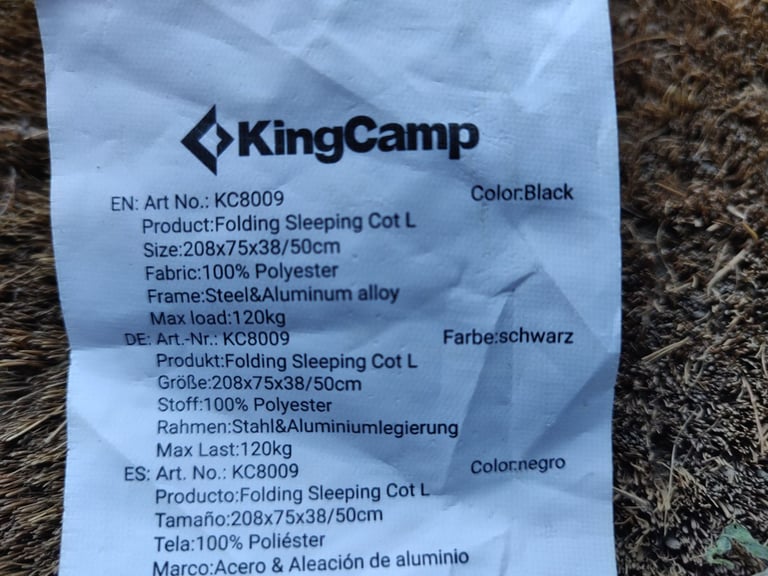 KingCamp
EN: Art No.: KC8009 Color:Black
Product:Folding Sleeping Cot L
Size:208x75x38/50cm
Fabric:100% Polyester
Frame:Steel&Aluminum alloy
Max load:120kg
DE: Art.-Nr.: KC8009 Farbe:schwarz
Produkt:Folding Sleeping Cot L
Größe:208x75x38/50cm
Stoff:100% Polyester
Rahmen:Stahl&Aluminiumlegierung
Max Last:120kg
ES: Art. No.: KC8009 Color:negro
Producto:Folding Sleeping Cot L
Tamaño:208x75x38/50cm
Tela:100% Poliéster
Marco:Acero & Aleación de aluminio